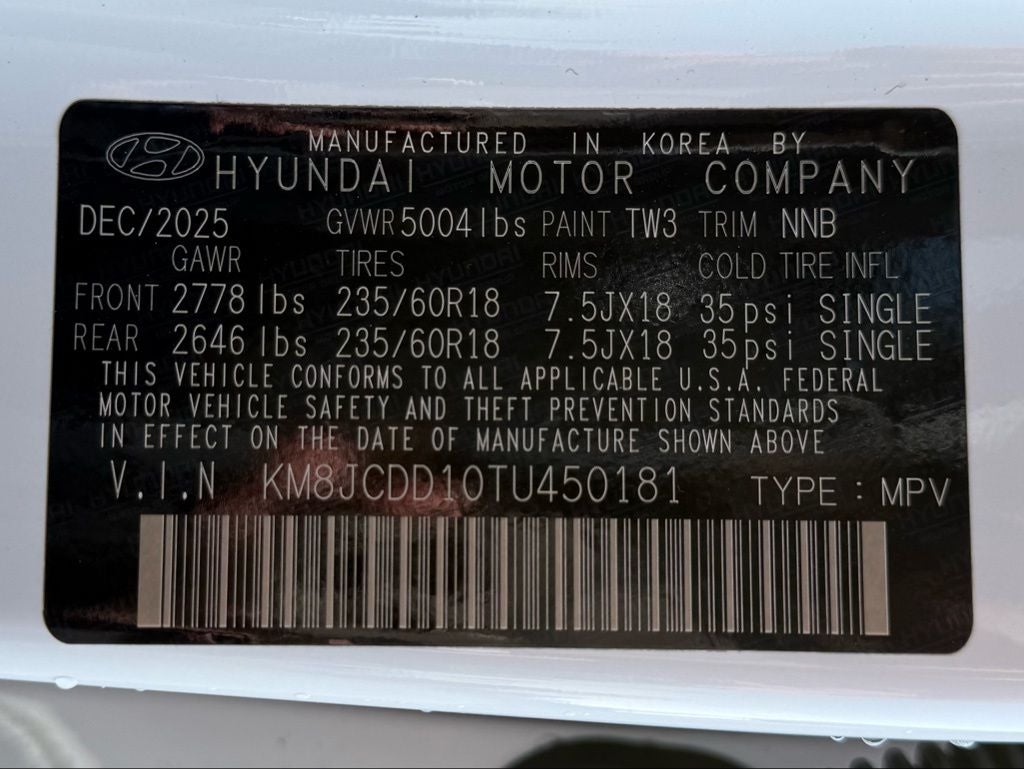 MANUFACTURED IN KOREA BY
HYUNDAI MOTOR COMPANY
DEC/2025 GVWR 5004 lbs PAINT TW3 TRIM NNB
GAWR TIRES RIMS COLD TIRE INFL
FRONT 2778 lbs 235/60R18 7.5JX18 35psi SINGLE
REAR 2646 lbs 235/60R18 7.5JX18 35psi SINGLE
THIS VEHICLE CONFORMS TO ALL APPLICABLE U.S.A. FEDERAL
MOTOR VEHICLE SAFETY AND THEFT PREVENTION STANDARDS
IN EFFECT ON THE DATE OF MANUFACTURE SHOWN ABOVE
V.I.N KM8JCDD10TU450181 TYPE : MPV